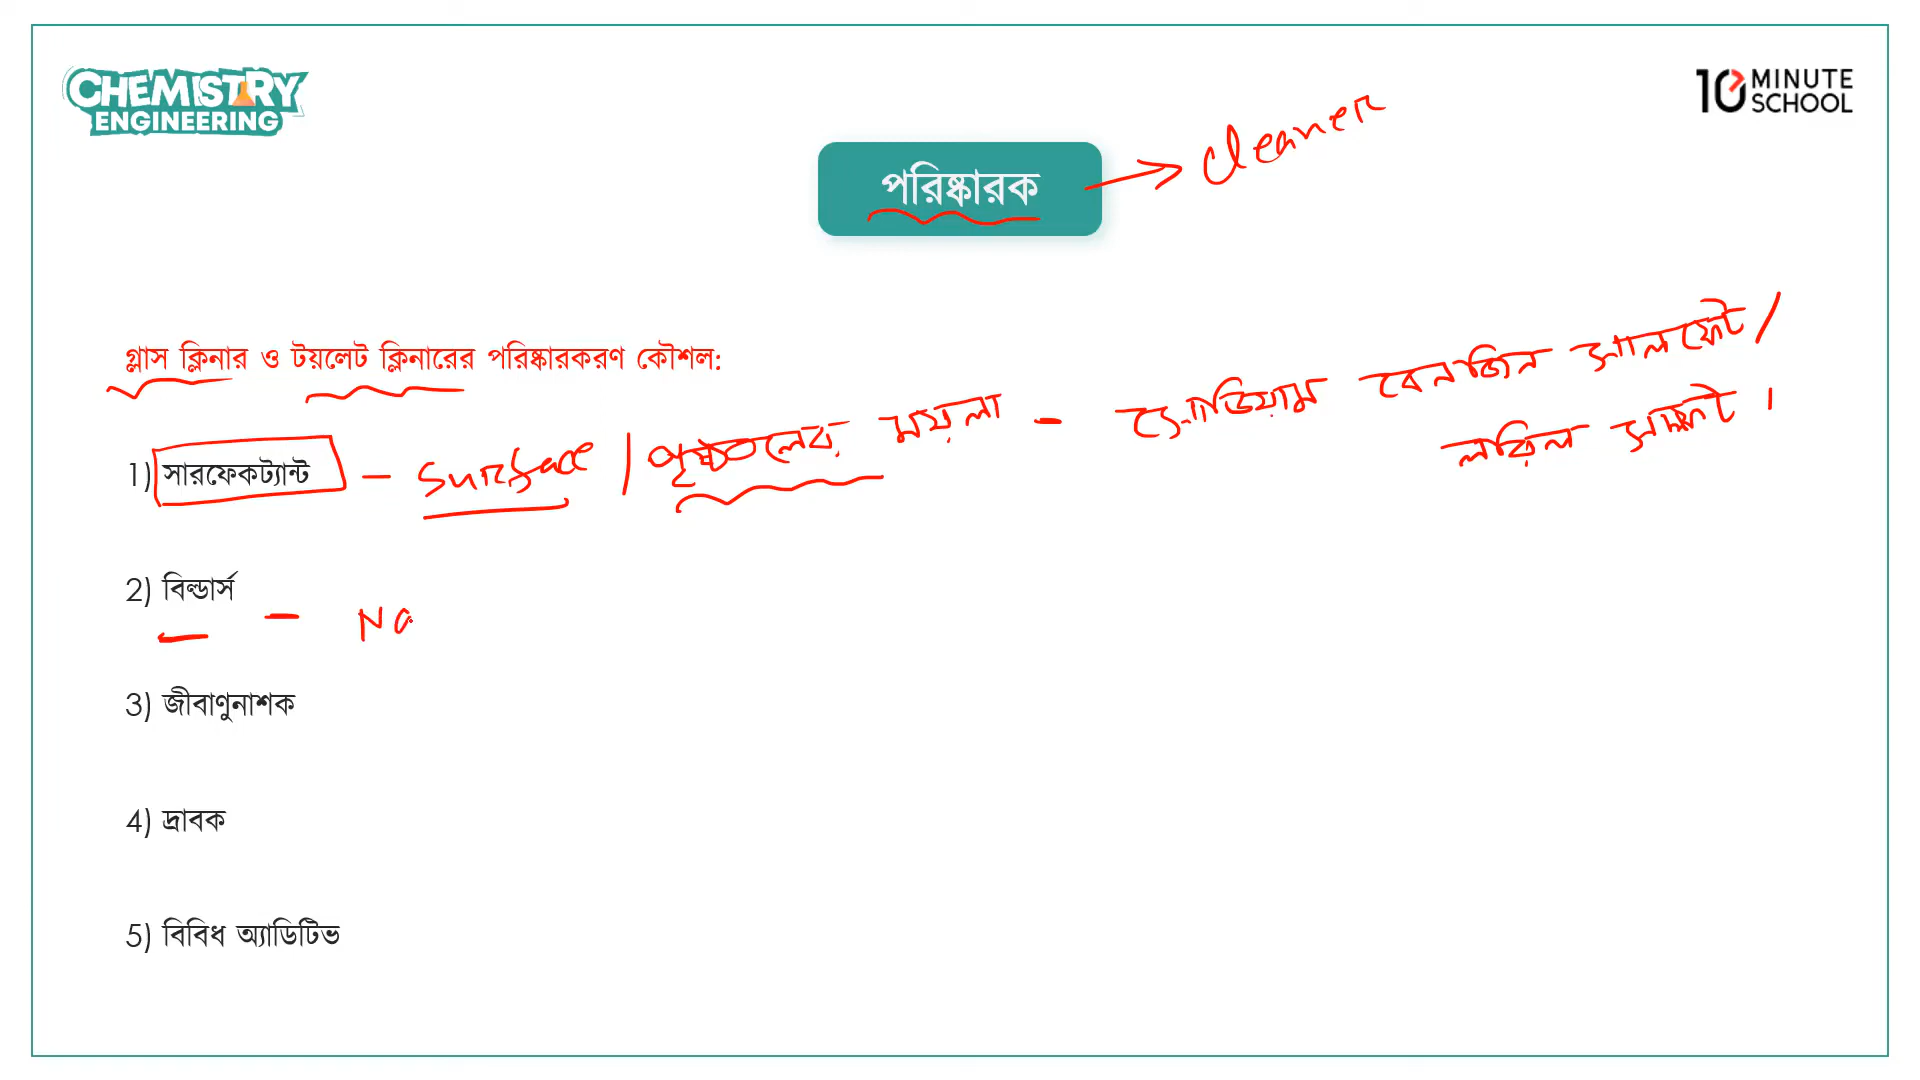 CHEMISTRY
ENGINEERING
10 MINUTE
SCHOOL
পরিষ্কারক → Cleaner
গ্লাস ক্লিনার ও টয়লেট ক্লিনারের পরিষ্কারকরণ কৌশল:
1) সারফেকট্যান্ট - Surface / পৃষ্ঠতলের ময়লা - সোডিয়াম বেনজিন সালফেট/
লরিল সালফেট।
2) বিল্ডার্স - Na
3) জীবাণুনাশক
4) দ্রাবক
5) বিবিধ অ্যাডিটিভ